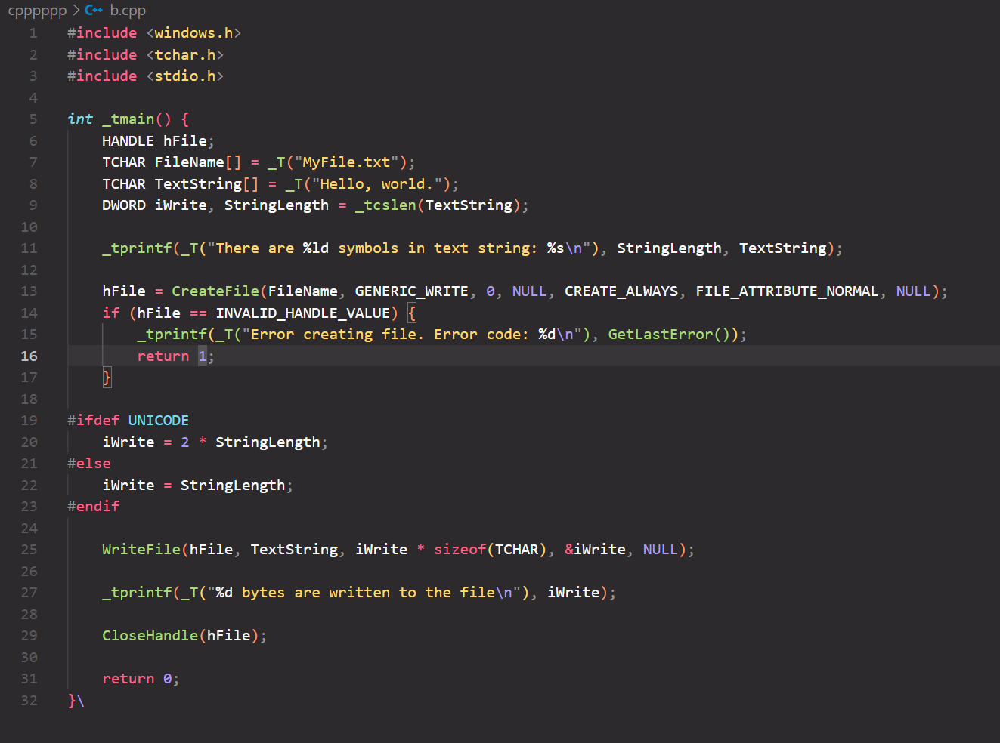 cpppppp > C++ b.cpp
1 #include <windows.h>
2 #include <tchar.h>
3 #include <stdio.h>
4
5 int _tmain() {
6     HANDLE hFile;
7     TCHAR FileName[] = _T("MyFile.txt");
8     TCHAR TextString[] = _T("Hello, world.");
9     DWORD iWrite, StringLength = _tcslen(TextString);
10
11     _tprintf(_T("There are %ld symbols in text string: %s\n"), StringLength, TextString);
12
13     hFile = CreateFile(FileName, GENERIC_WRITE, 0, NULL, CREATE_ALWAYS, FILE_ATTRIBUTE_NORMAL, NULL);
14     if (hFile == INVALID_HANDLE_VALUE) {
15         _tprintf(_T("Error creating file. Error code: %d\n"), GetLastError());
16         return 1;
17     }
18
19 #ifdef UNICODE
20     iWrite = 2 * StringLength;
21 #else
22     iWrite = StringLength;
23 #endif
24
25     WriteFile(hFile, TextString, iWrite * sizeof(TCHAR), &iWrite, NULL);
26
27     _tprintf(_T("%d bytes are written to the file\n"), iWrite);
28
29     CloseHandle(hFile);
30
31     return 0;
32 }\